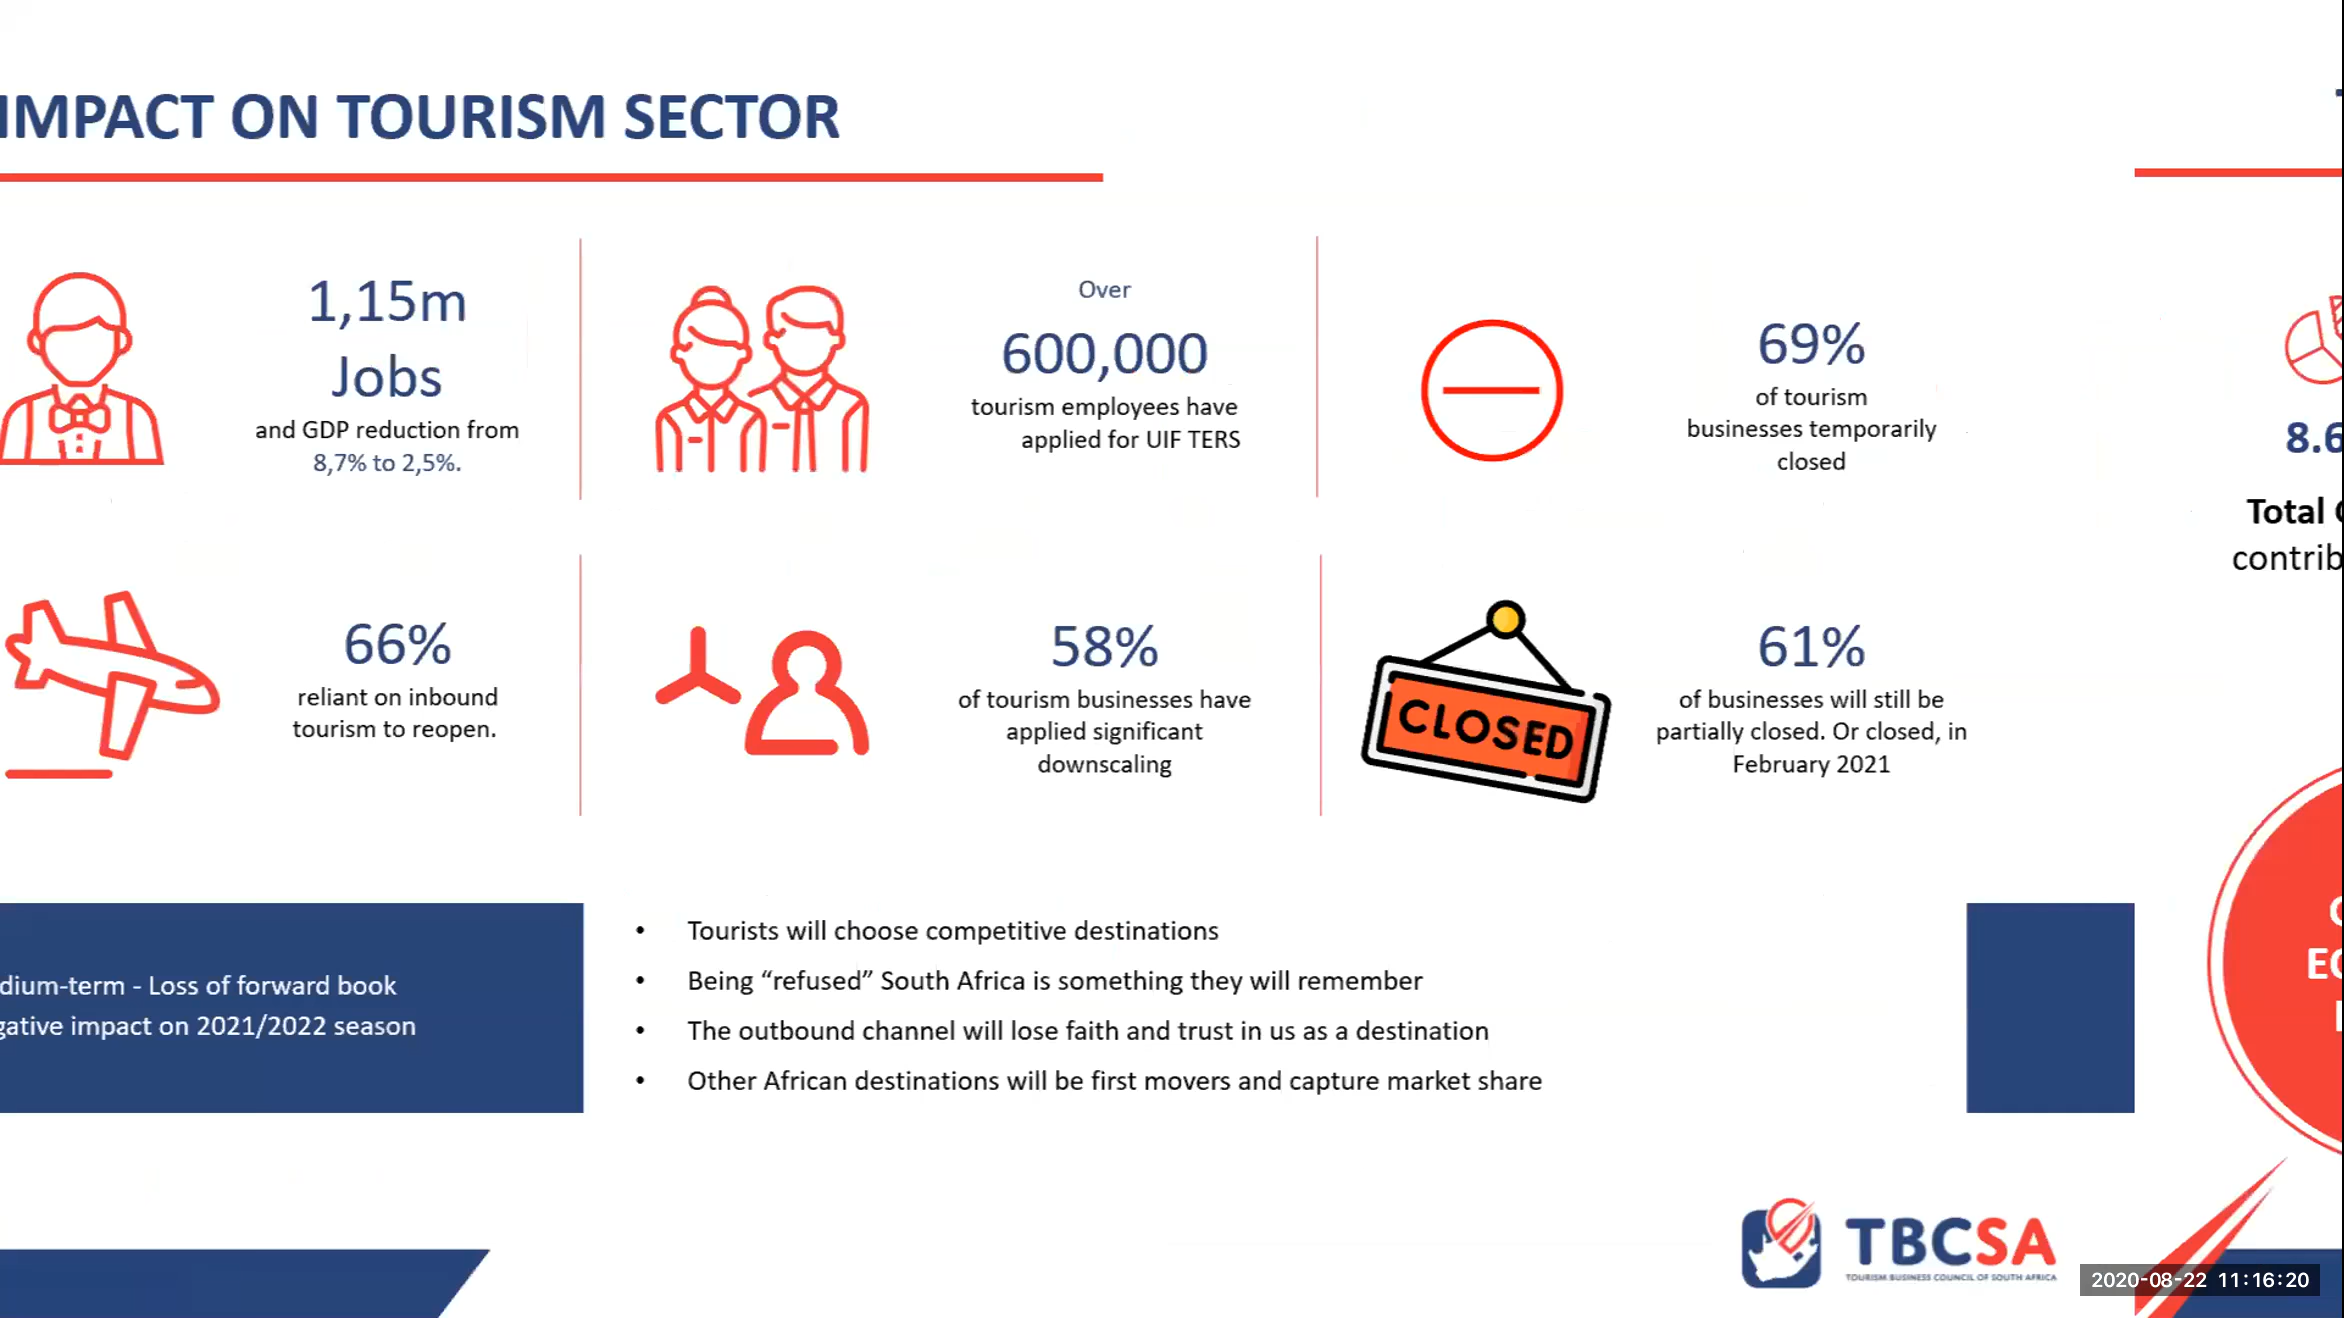 IMPACT ON TOURISM SECTOR
1,15m
Jobs
and GDP reduction from
8,7% to 2,5%.
Over
600,000
tourism employees have
applied for UIF TERS
69%
of tourism
businesses temporarily
closed
66%
reliant on inbound
tourism to reopen.
58%
of tourism businesses have
applied significant
downscaling
CLOSED
61%
of businesses will still be
partially closed. Or closed, in
February 2021
dium-term - Loss of forward book
gative impact on 2021/2022 season
• Tourists will choose competitive destinations
• Being “refused” South Africa is something they will remember
• The outbound channel will lose faith and trust in us as a destination
• Other African destinations will be first movers and capture market share
8.6
Total
contrib
TBCSA
TOURISM BUSINESS COUNCIL OF SOUTH AFRICA
2020-08-22 11:16:20